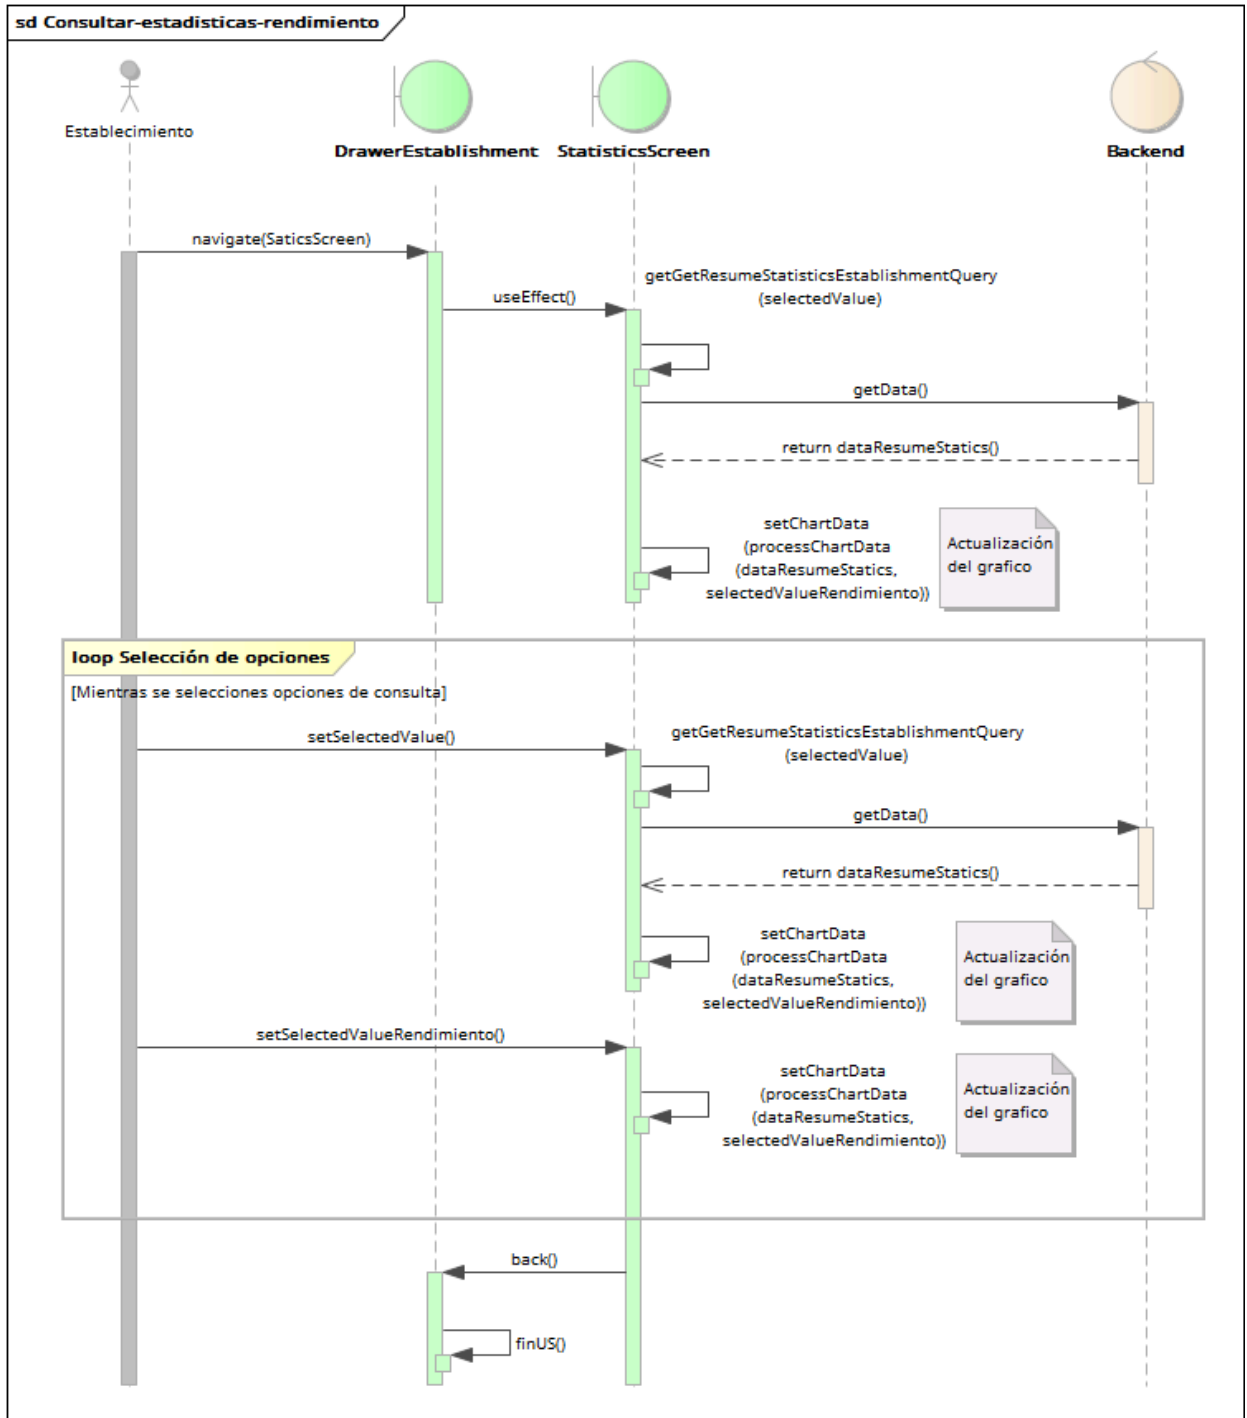 sd Consultar-estadisticas-rendimiento
Establecimiento
DrawerEstablishment
StatisticsScreen
Backend
navigate(SaticsScreen)
useEffect()
getGetResumeStatisticsEstablishmentQuery
(selectedValue)
getData()
return dataResumeStatics()
setChartData
(processChartData
(dataResumeStatics,
selectedValueRendimiento))
Actualización
del grafico
loop Selección de opciones
[Mientras se selecciones opciones de consulta]
setSelectedValue()
getGetResumeStatisticsEstablishmentQuery
(selectedValue)
getData()
return dataResumeStatics()
setChartData
(processChartData
(dataResumeStatics,
selectedValueRendimiento))
Actualización
del grafico
setSelectedValueRendimiento()
setChartData
(processChartData
(dataResumeStatics,
selectedValueRendimiento))
Actualización
del grafico
back()
finUS()